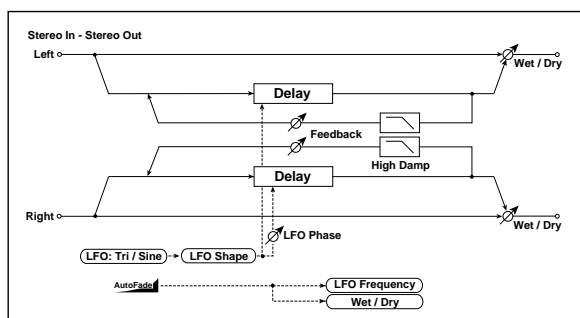 Stereo In - Stereo Out
Left
Wet / Dry
Delay
Feedback
High Damp
Delay
LFO Phase
Right
Wet / Dry
LFO: Tri / Sine
LFO Shape
AutoFade
LFO Frequency
Wet / Dry